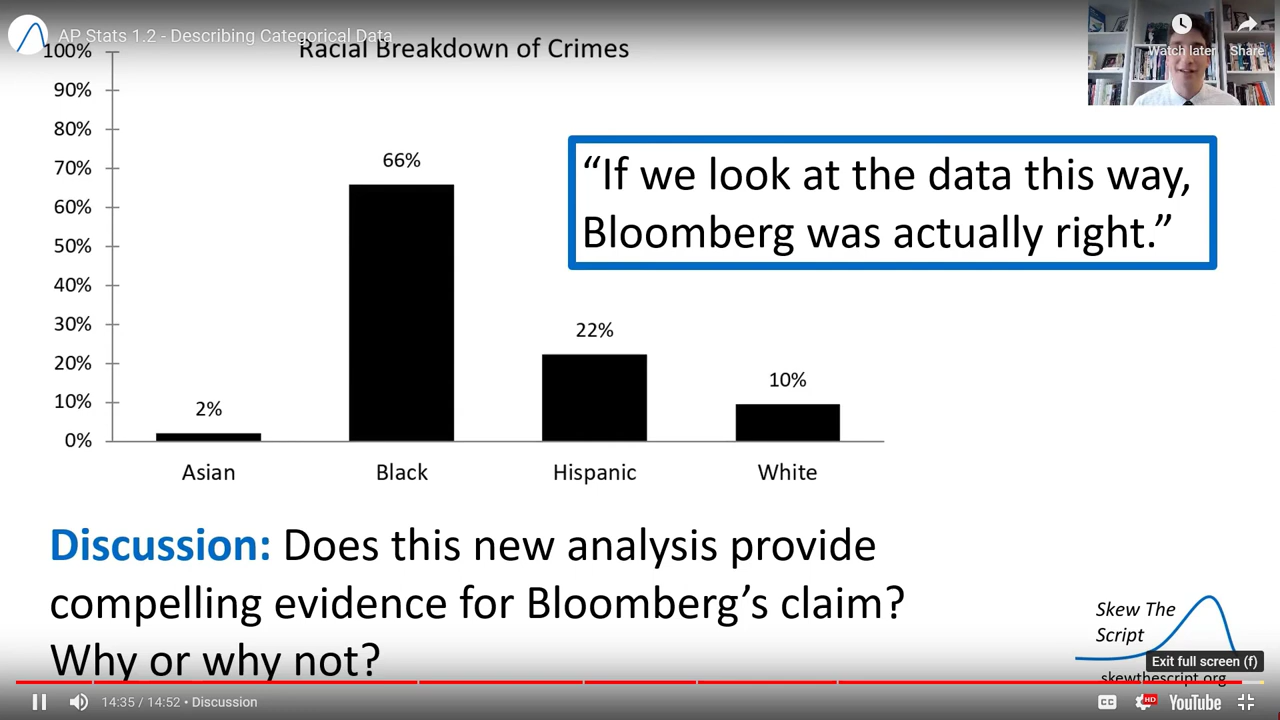 AP Stats 1.2 - Describing Categorical Data
Watch later
Share
Racial Breakdown of Crimes
100%
90%
80%
70%
60%
50%
40%
30%
20%
10%
0%
2%
66%
22%
10%
Asian
Black
Hispanic
White
“If we look at the data this way,
Bloomberg was actually right.”
Discussion: Does this new analysis provide
compelling evidence for Bloomberg’s claim?
Why or why not?
Skew The
Script
skewthescript.org
Exit full screen (f)
14:35 / 14:52 • Discussion
CC
HD
YouTube